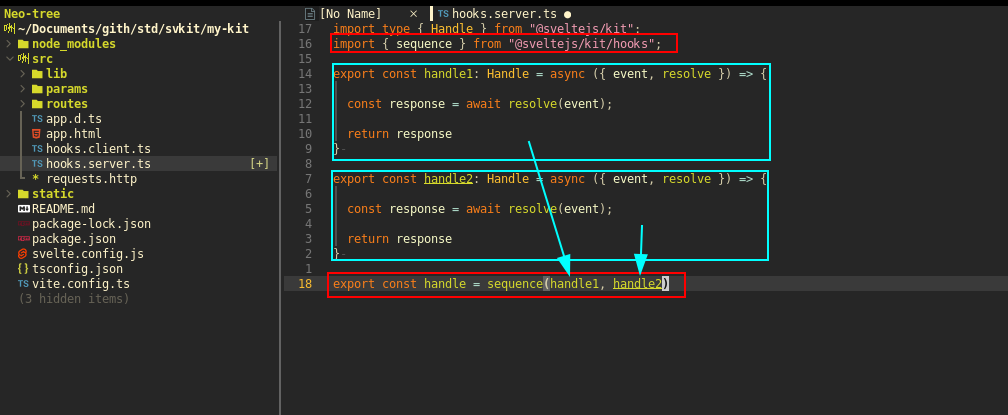 Neo-tree
~/Documents/gith/std/svkit/my-kit
node_modules
src
lib
params
routes
TS app.d.ts
app.html
TS hooks.client.ts
TS hooks.server.ts [+]
* requests.http
static
README.md
package-lock.json
package.json
svelte.config.js
{} tsconfig.json
TS vite.config.ts
(3 hidden items)
[No Name] × TS hooks.server.ts ●
17 import type { Handle } from "@sveltejs/kit";
16 import { sequence } from "@sveltejs/kit/hooks";
15
14 export const handle1: Handle = async ({ event, resolve }) => {
13
12 const response = await resolve(event);
11
10 return response
9 }-
8
7 export const handle2: Handle = async ({ event, resolve }) => {
6
5 const response = await resolve(event);
4
3 return response
2 }-
1
18 export const handle = sequence(handle1, handle2)